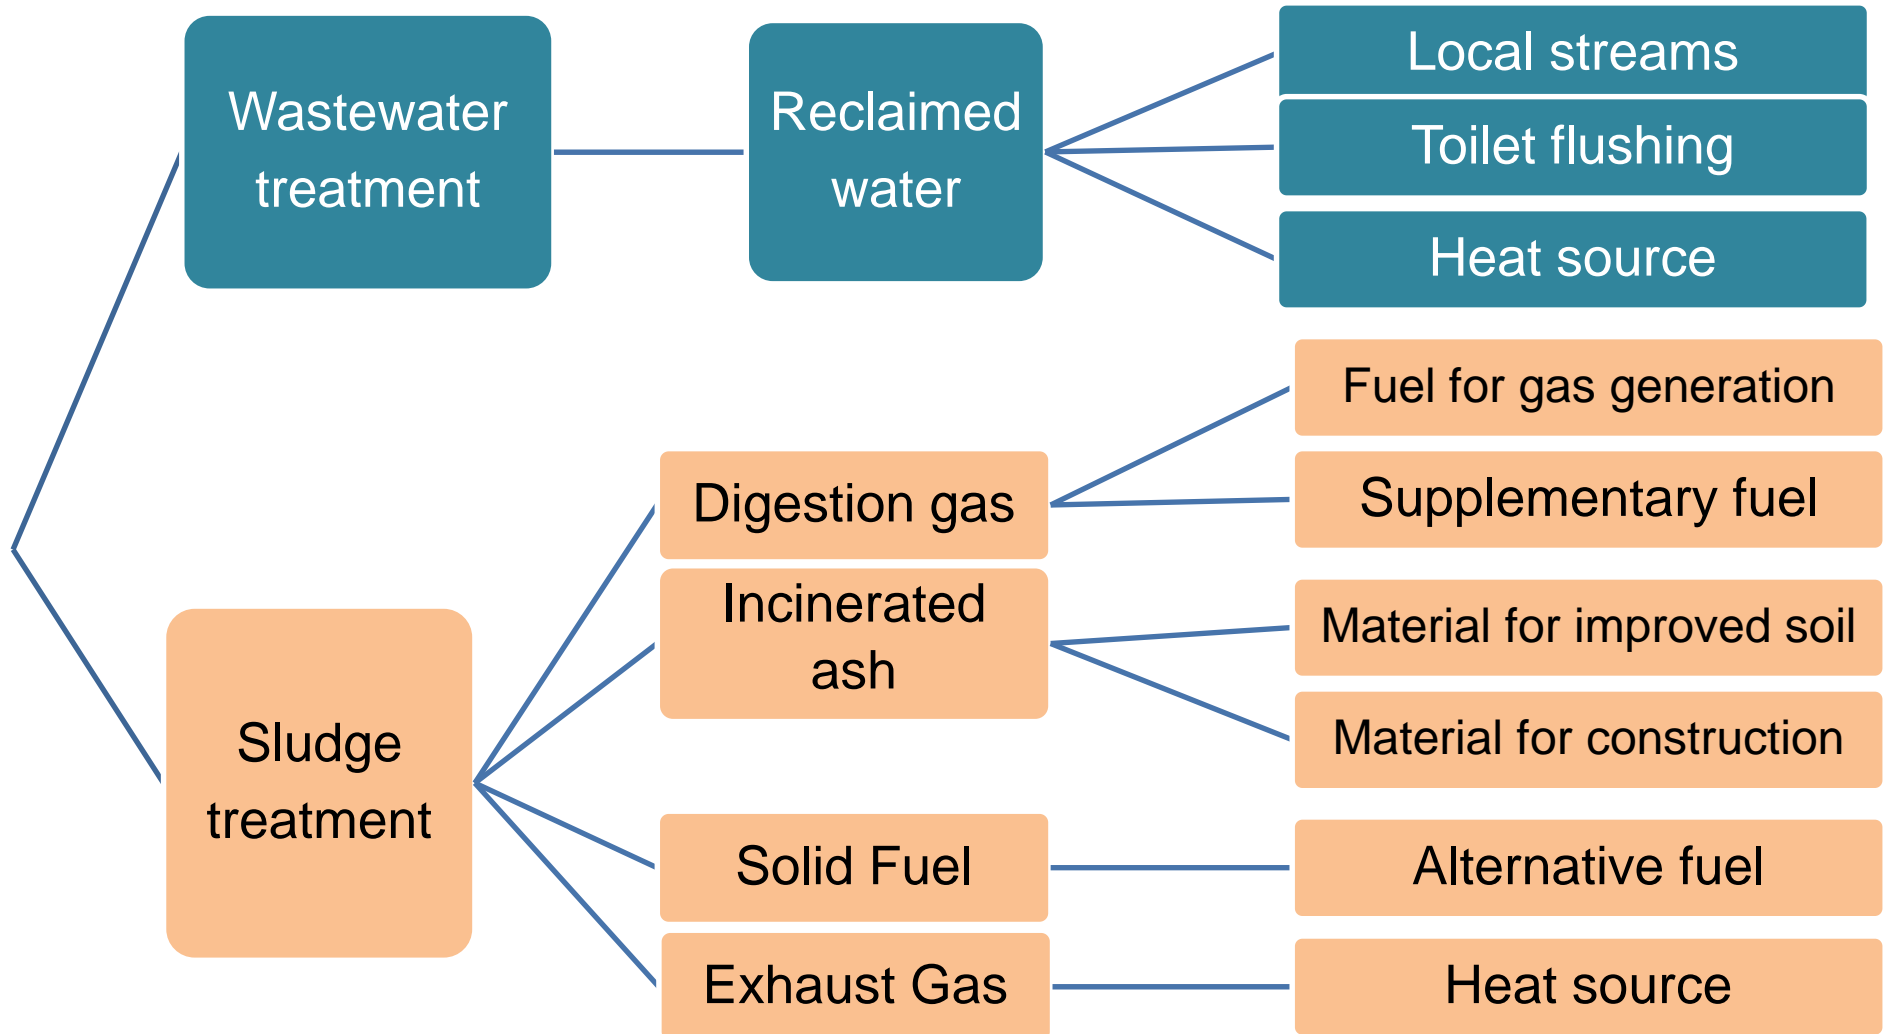 Wastewater
treatment
Reclaimed
water
Local streams
Toilet flushing
Heat source
Sludge
treatment
Digestion gas
Fuel for gas generation
Supplementary fuel
Incinerated
ash
Material for improved soil
Material for construction
Solid Fuel
Alternative fuel
Exhaust Gas
Heat source